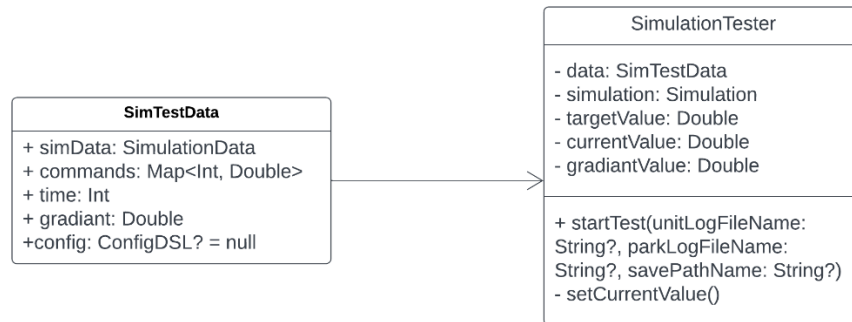 SimTestData
+ simData: SimulationData
+ commands: Map<Int, Double>
+ time: Int
+ gradiant: Double
+config: ConfigDSL? = null
SimulationTester
- data: SimTestData
- simulation: Simulation
- targetValue: Double
- currentValue: Double
- gradiantValue: Double
+ startTest(unitLogFileName:
String?, parkLogFileName:
String?, savePathName: String?)
- setCurrentValue()